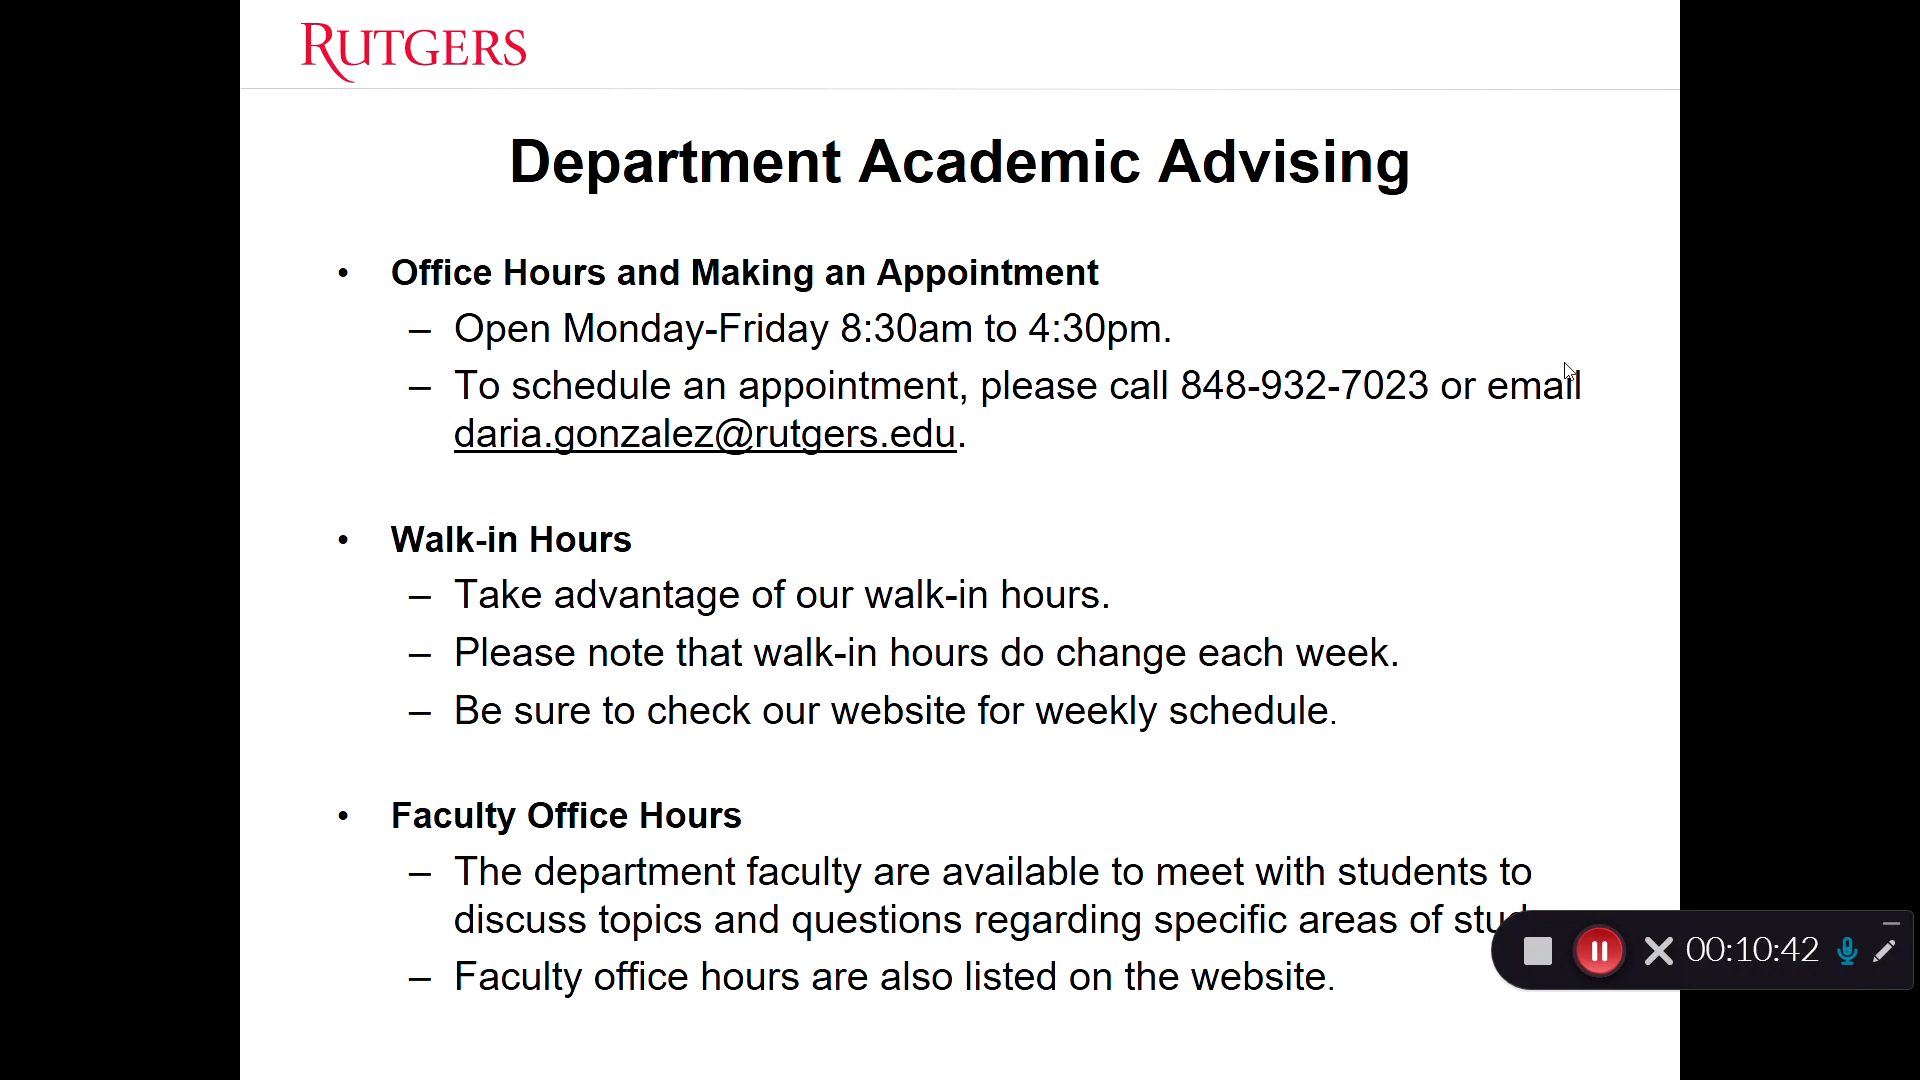 RUTGERS
Department Academic Advising
• Office Hours and Making an Appointment
– Open Monday-Friday 8:30am to 4:30pm.
– To schedule an appointment, please call 848-932-7023 or email
daria.gonzalez@rutgers.edu.
• Walk-in Hours
– Take advantage of our walk-in hours.
– Please note that walk-in hours do change each week.
– Be sure to check our website for weekly schedule.
• Faculty Office Hours
– The department faculty are available to meet with students to
discuss topics and questions regarding specific areas of
– Faculty office hours are also listed on the website.
00:10:42